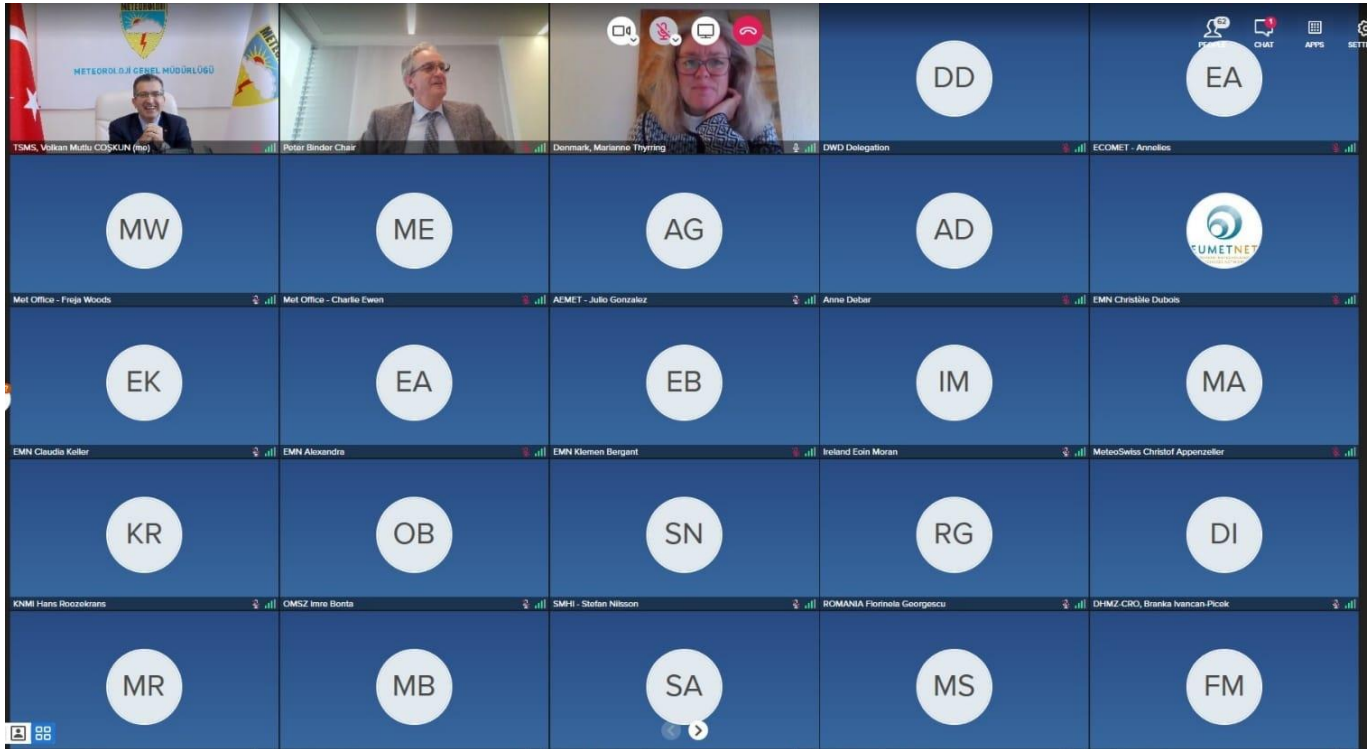 METEOROLOJİ
METEOROLOJİ GENEL MÜDÜRLÜĞÜ
62
PEOPLE
1
CHAT
APPS
DD
EA
TSMS, Volkan Mutlu COŞKUN (me)
Peter Binder Chair
Denmark, Marianne Thyrring
DWD Delegation
ECOMET - Annelies
MW
ME
AG
AD
EUMETNET
Met Office - Freja Woods
Met Office - Charlie Ewen
AEMET - Julio Gonzalez
Anne Debar
EMN Christèle Dubois
EK
EA
EB
IM
MA
EMN Claudia Keller
EMN Alexandra
EMN Klemen Bergant
Ireland Eoin Moran
MeteoSwiss Christof Appenzeller
KR
OB
SN
RG
DI
KNMI Hans Roozekrans
OMSZ Imre Bonta
SMHI - Stefan Nilsson
ROMANIA Florinela Georgescu
DHMZ-CRO, Branka Ivancan-Picek
MR
MB
SA
MS
FM